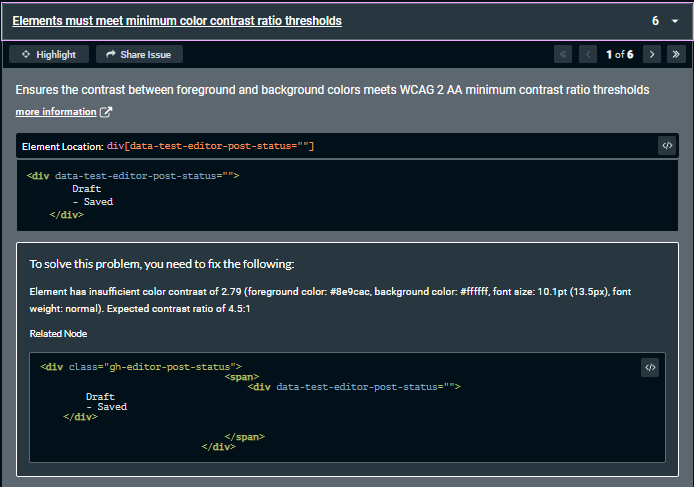 Elements must meet minimum color contrast ratio thresholds 6
Highlight Share Issue 1 of 6
Ensures the contrast between foreground and background colors meets WCAG 2 AA minimum contrast ratio thresholds
more information
Element Location: div[data-test-editor-post-status=""]
<div data-test-editor-post-status="">
Draft
- Saved
</div>
To solve this problem, you need to fix the following:
Element has insufficient color contrast of 2.79 (foreground color: #8e9cac, background color: #ffffff, font size: 10.1pt (13.5px), font
weight: normal). Expected contrast ratio of 4.5:1
Related Node
<div class="gh-editor-post-status">
<span>
<div data-test-editor-post-status="">
Draft
- Saved
</div>
</span>
</div>